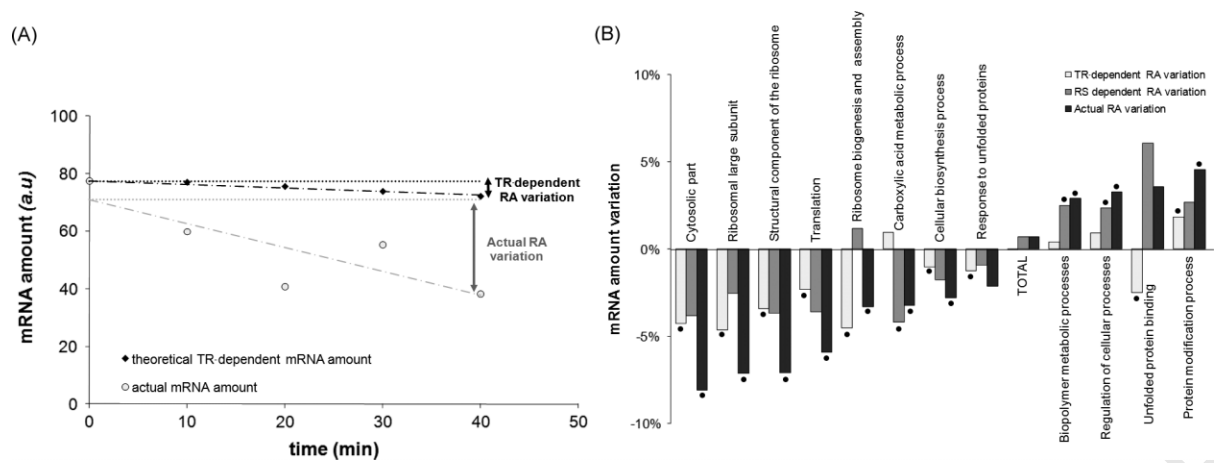 (A)
mRNA amount (a.u)
100
80
60
40
20
0
0
10
20
30
40
50
time (min)
TR-dependent
RA variation
Actual RA
variation
theoretical TR-dependent mRNA amount
actual mRNA amount
(B)
mRNA amount variation
10%
5%
0%
-5%
-10%
Cytosolic part
Ribosomal large subunit
Structural component of the ribosome
Translation
Ribosome biogenesis and assembly
Carboxylic acid metabolic process
Cellular biosynthesis process
Response to unfolded proteins
TOTAL
Biopolymer metabolic processes
Regulation of cellular processes
Unfolded protein binding
Protein modification process
TR-dependent RA variation
RS dependent RA variation
Actual RA variation